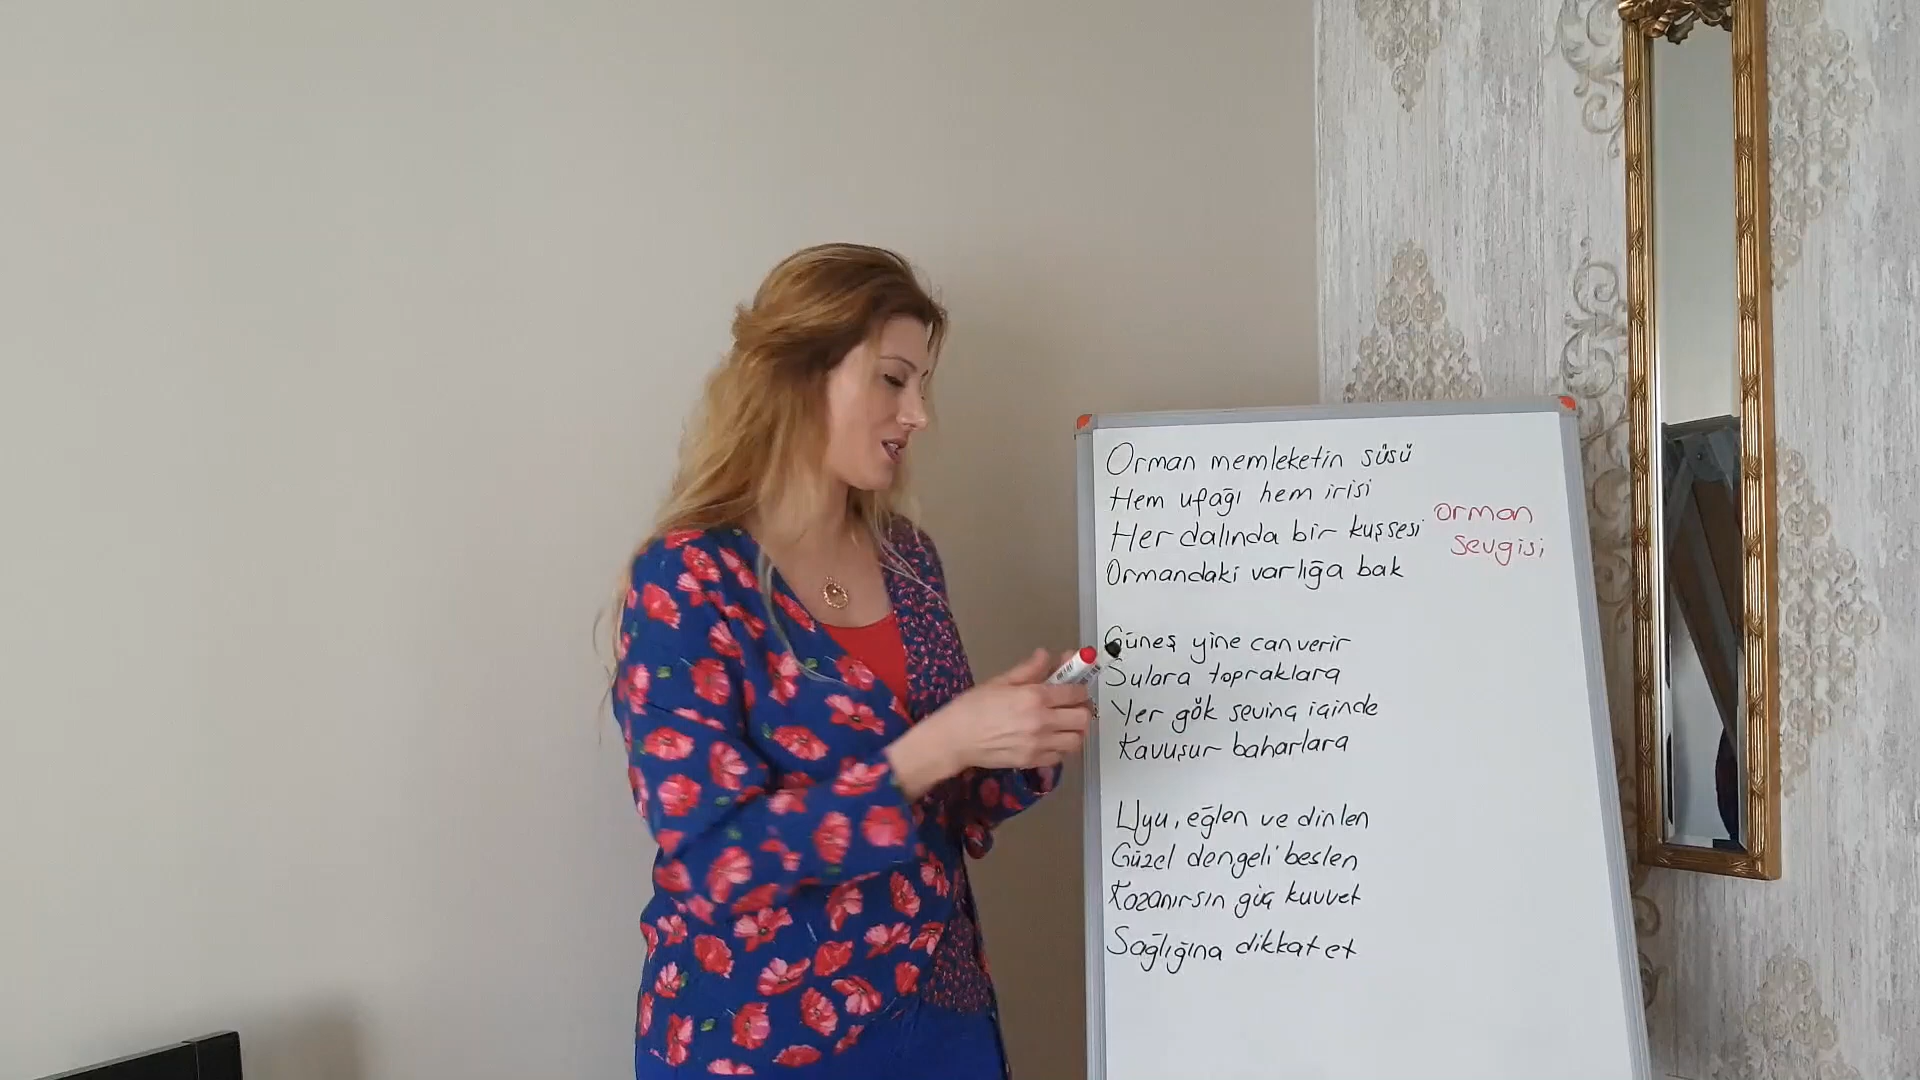 Orman memleketin süsü
Hem ufağı hem irisi
Her dalında bir kuş sesi
Ormandaki varlığa bak
orman
sevgisi
Güneş yine can verir
Sulara topraklara
Yer gök sevinç içinde
Kavuşur baharlara
Uyu, eğlen ve dinlen
Güzel dengeli beslen
Kazanırsın güç kuvvet
Sağlığına dikkat et